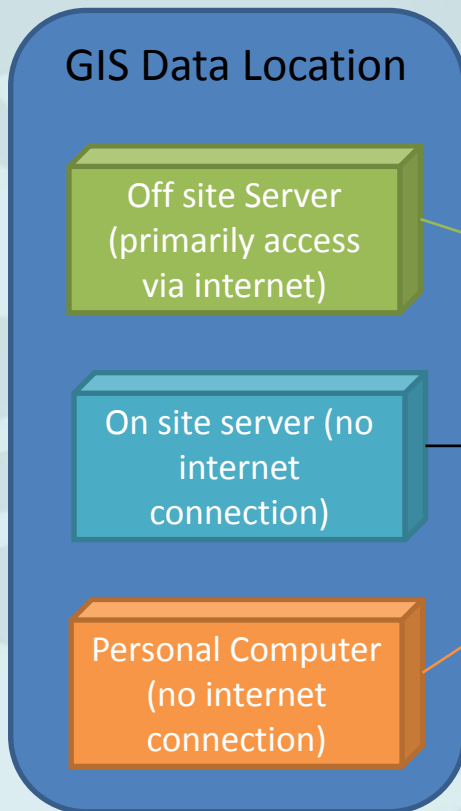 GIS Data Location
Off site Server
(primarily access
via internet)
On site server (no
internet
connection)
Personal Computer
(no internet
connection)